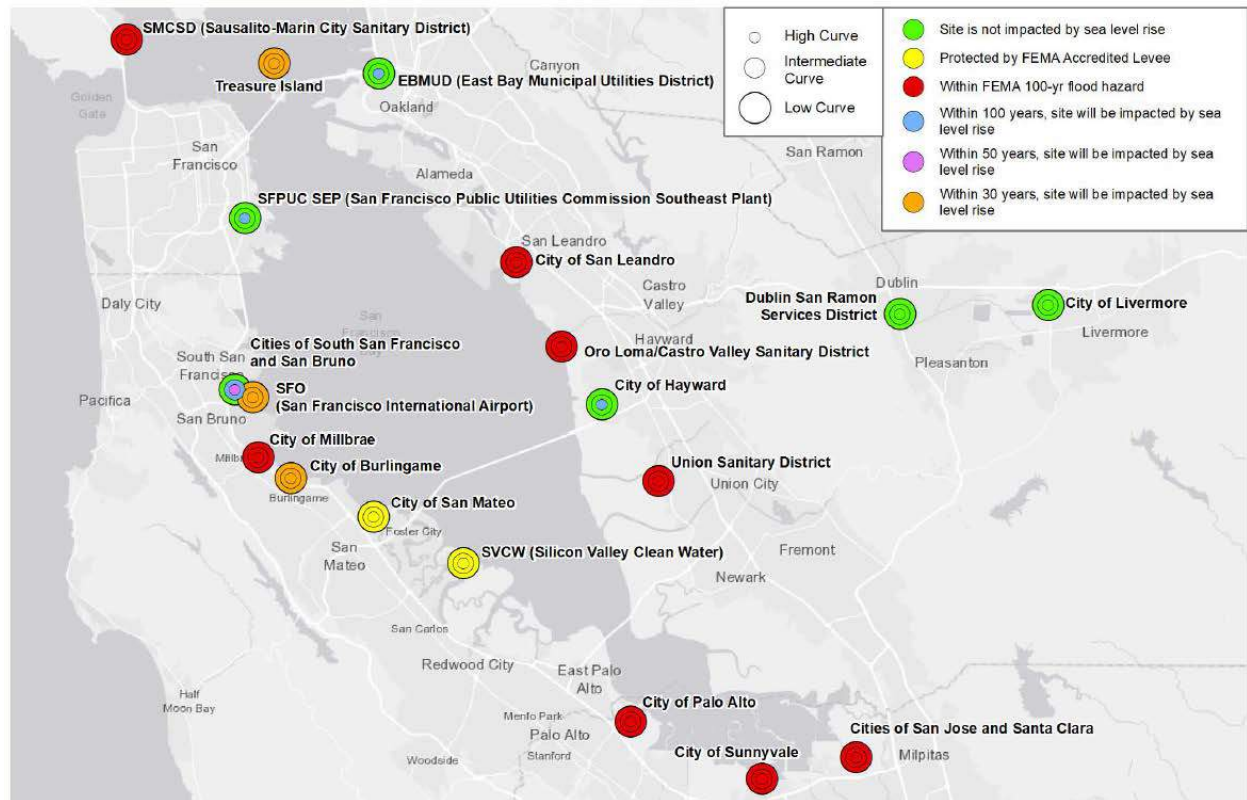 SMCSD (Sausalito-Marin City Sanitary District)
Treasure Island
EBMUD (East Bay Municipal Utilities District)
Canyon
Oakland
Golden
Gate
San
Francisco
Alameda
San Ramon
High Curve
Intermediate
Curve
Low Curve
Site is not impacted by sea level rise
Protected by FEMA Accredited Levee
Within FEMA 100-yr flood hazard
Within 100 years, site will be impacted by sea
level rise
Within 50 years, site will be impacted by sea
level rise
Within 30 years, site will be impacted by sea
level rise
SFPUC SEP (San Francisco Public Utilities Commission Southeast Plant)
San Leandro
City of San Leandro
Daly City
Castro
Valley
Dublin
Dublin San Ramon
Services District
City of Livermore
Livermore
San
Francisco
Bay
Hayward
Cities of South San Francisco
and San Bruno
South San
Francisco
Oro Loma/Castro Valley Sanitary District
Pleasanton
Pacifica
SFO
(San Francisco International Airport)
San Bruno
City of Hayward
City of Millbrae
City of Burlingame
Burlingame
Union Sanitary District
Union City
City of San Mateo
Foster City
San
Mateo
SVCW (Silicon Valley Clean Water)
Fremont
Newark
San Carlos
Redwood City
East Palo
Alto
Half
Moon Bay
City of Palo Alto
Menlo Park
Palo Alto
Stanford
Woodside
Cities of San Jose and Santa Clara
City of Sunnyvale
Milpitas